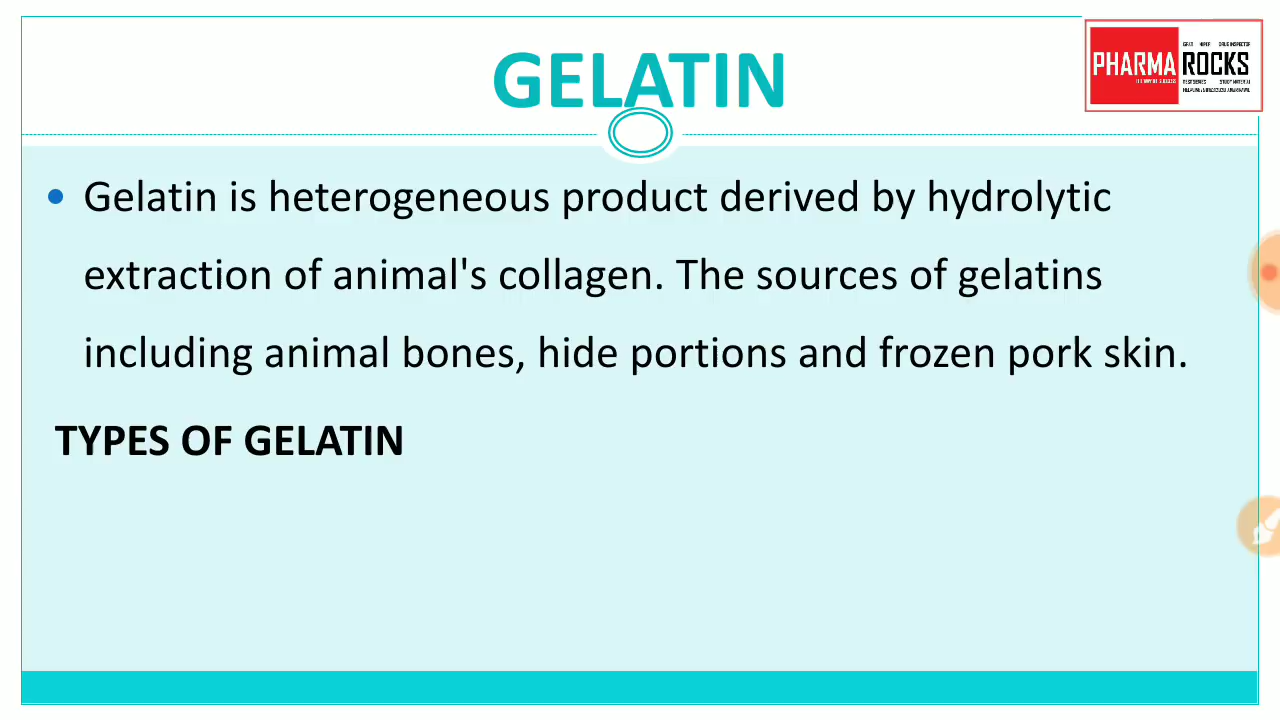 GELATIN
PHARMA ROCKS
• Gelatin is heterogeneous product derived by hydrolytic
extraction of animal's collagen. The sources of gelatins
including animal bones, hide portions and frozen pork skin.
TYPES OF GELATIN